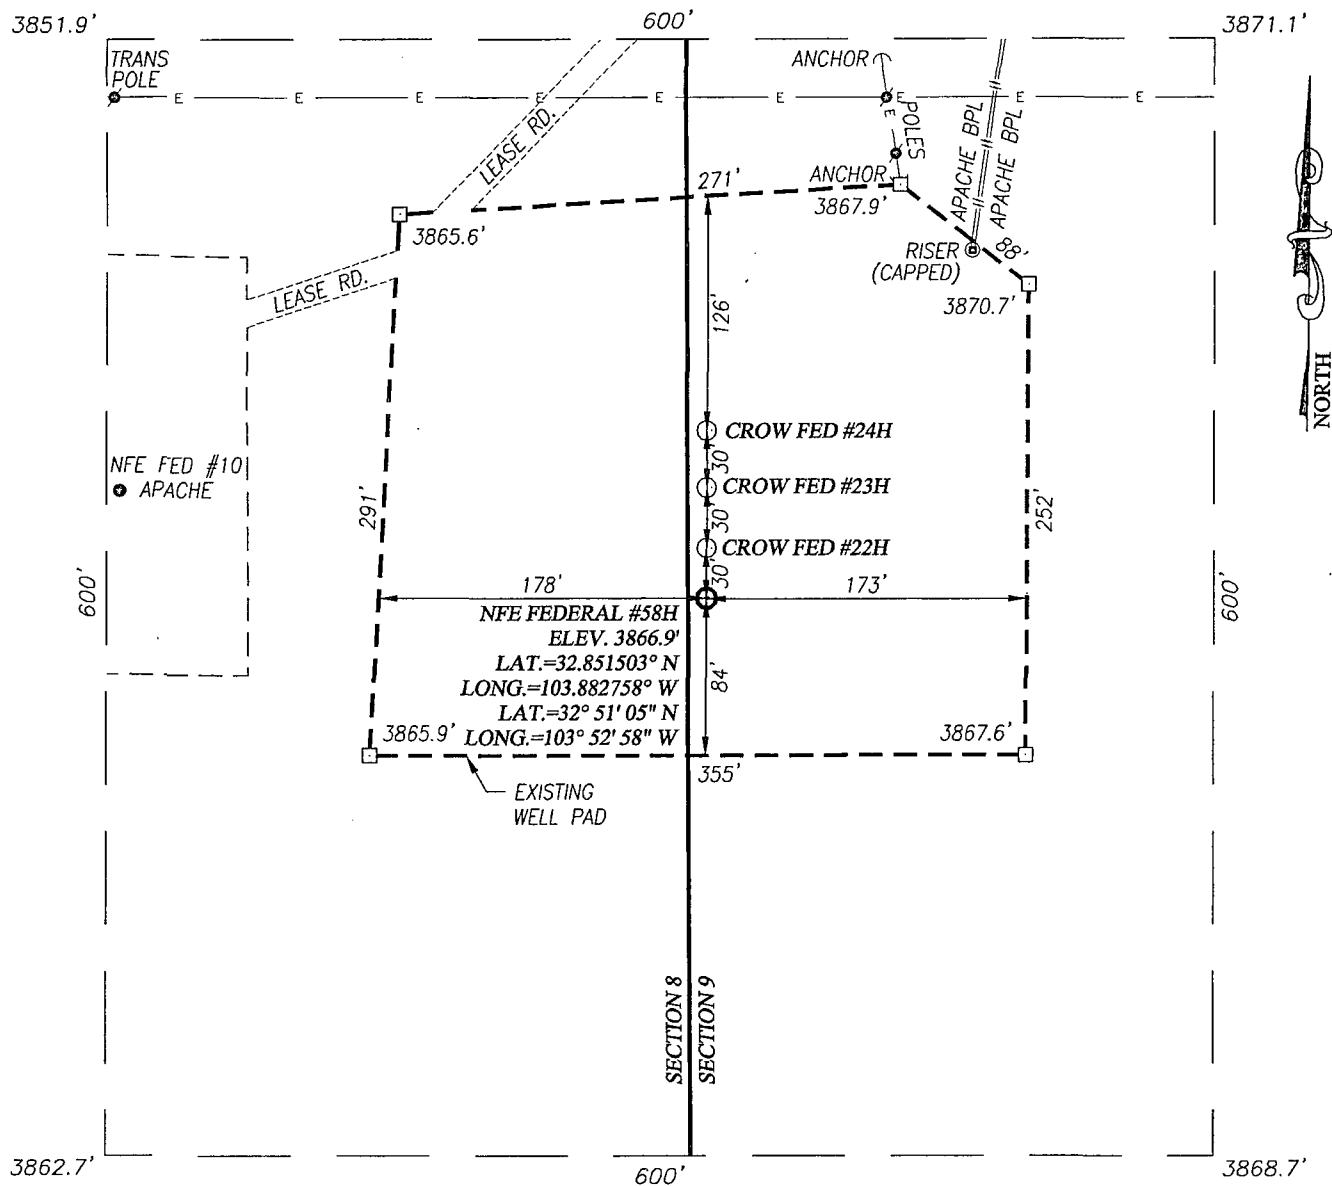 3851.9'
600'
3871.1'
TRANS
POLE
ANCHOR
E E E E E E E E E
E
POLES
LEASE RD.
APACHE BPL
APACHE BPL
271'
ANCHOR
3867.9'
3865.6'
88'
RISER
(CAPPED)
3870.7'
LEASE RD.
126'
NORTH
CROW FED #24H
30'
CROW FED #23H
30'
CROW FED #22H
30'
NFE FED #10
APACHE
291'
252'
600'
600'
178'
173'
NFE FEDERAL #58H
ELEV. 3866.9'
LAT.=32.851503° N
LONG.=103.882758° W
LAT.=32° 51' 05" N
LONG.=103° 52' 58" W
84'
3865.9'
3867.6'
355'
EXISTING
WELL PAD
SECTION 8
SECTION 9
3862.7'
600'
3868.7'